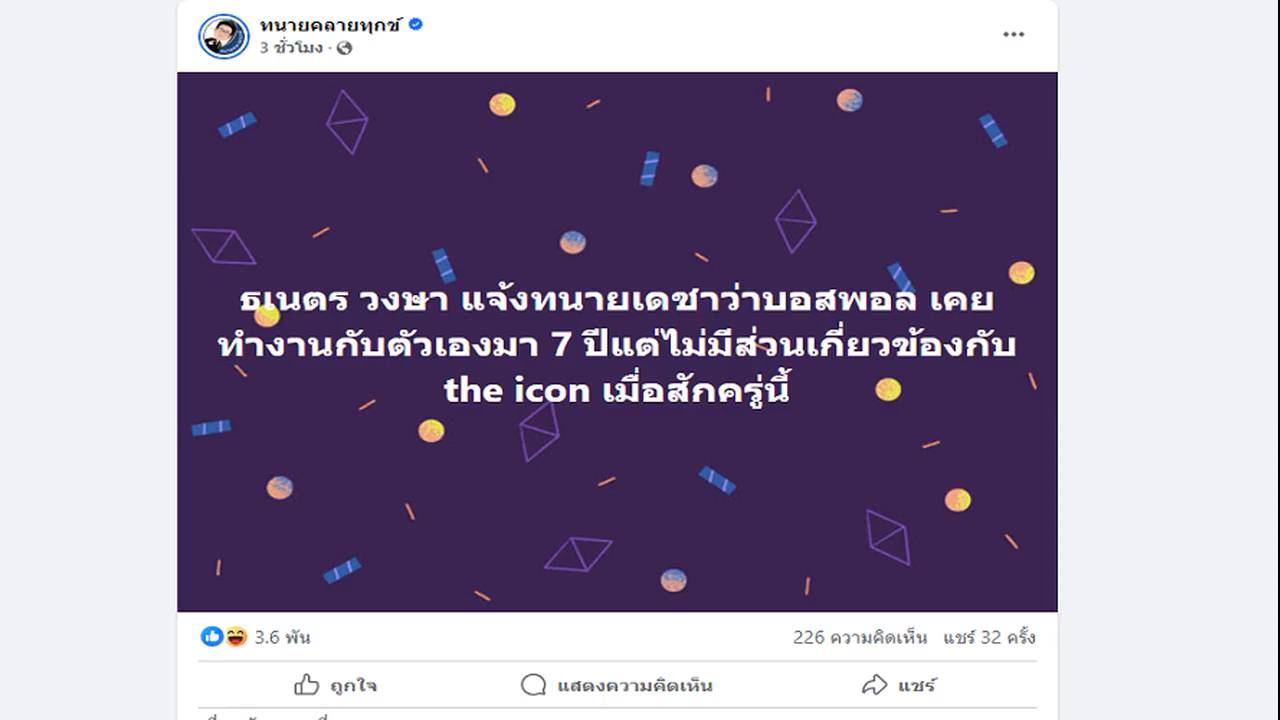 ทนายคลายทุกข์
3 ชั่วโมง ·
ธเนตร วงษา แจ้งทนายเดชาว่าบอสพอล เคย
ทำงานกับตัวเองมา 7 ปีแต่ไม่มีส่วนเกี่ยวข้องกับ
the icon เมื่อสักครู่นี้
3.6 พัน 226 ความคิดเห็น แชร์ 32 ครั้ง
ถูกใจ แสดงความคิดเห็น แชร์